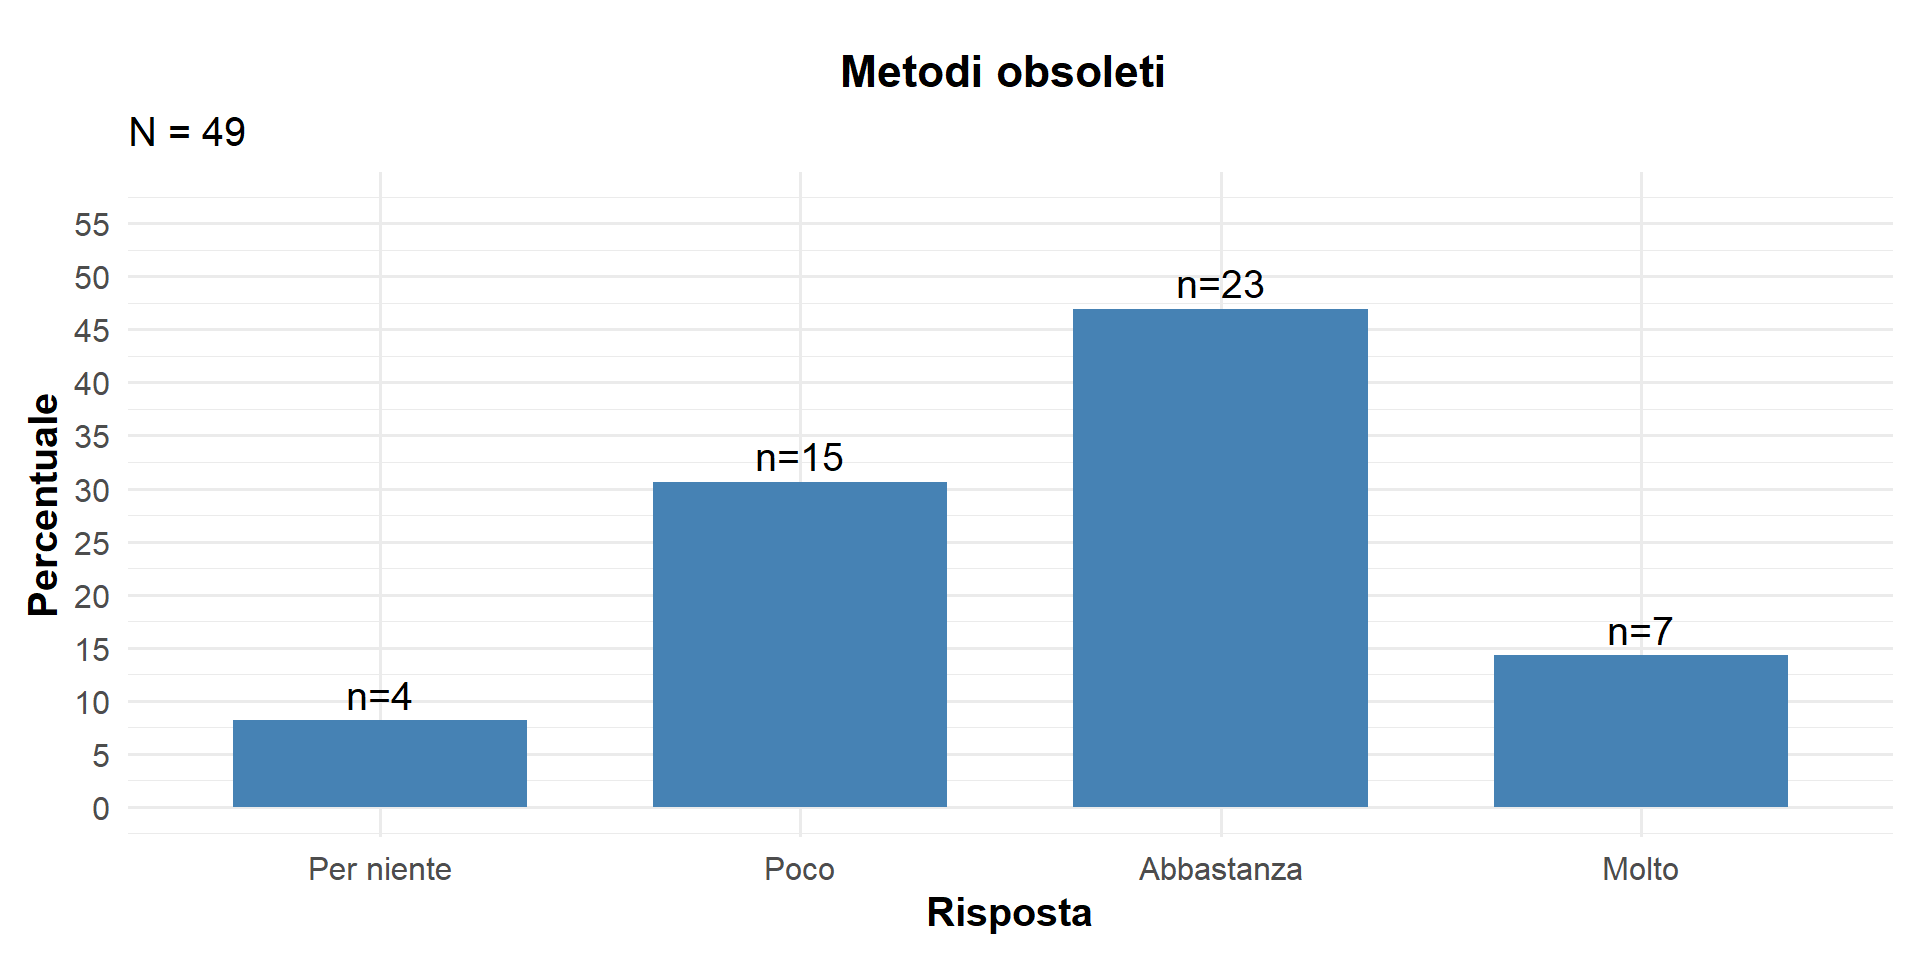 Metodi obsoleti
N = 49
Percentuale
55
50
45
40
35
30
25
20
15
10
5
0
n=4
n=15
n=23
n=7
Per niente
Poco
Abbastanza
Molto
Risposta